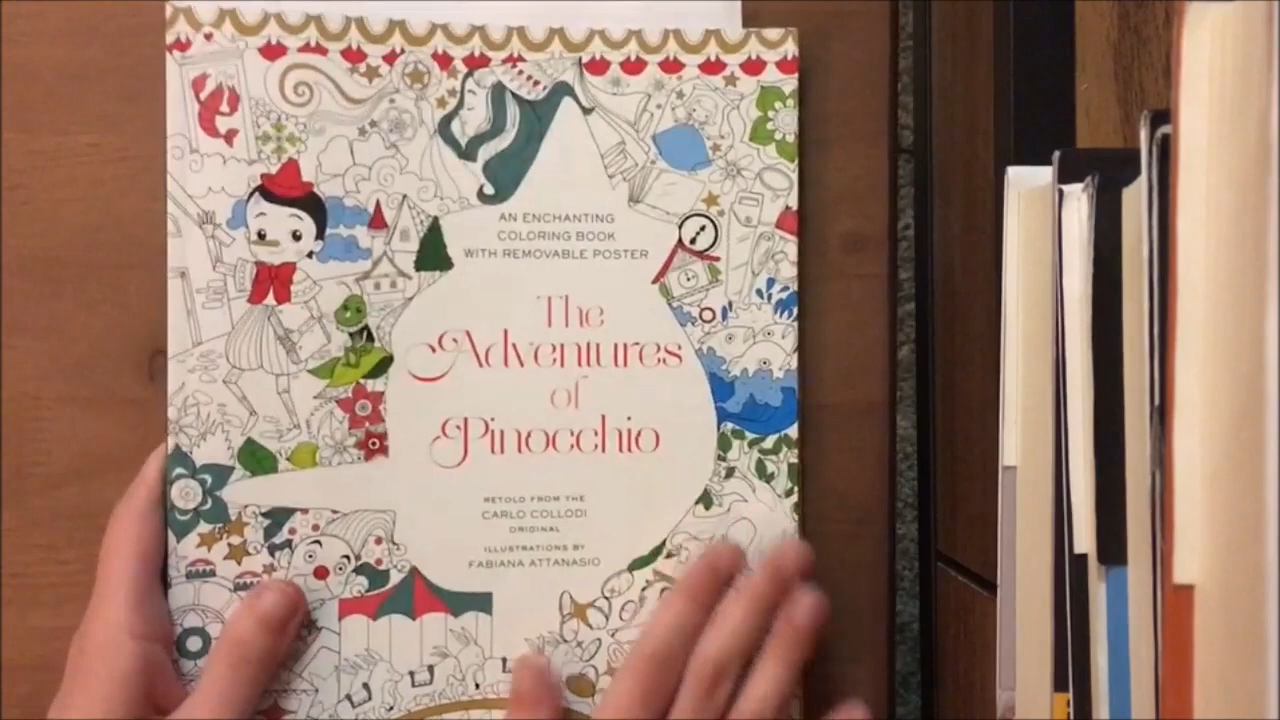 AN ENCHANTING
COLORING BOOK
WITH REMOVABLE POSTER
The
Adventures
of
Pinocchio
RETOLD FROM THE
CARLO COLLODI
ORIGINAL
ILLUSTRATIONS BY
FABIANA ATTANASIO